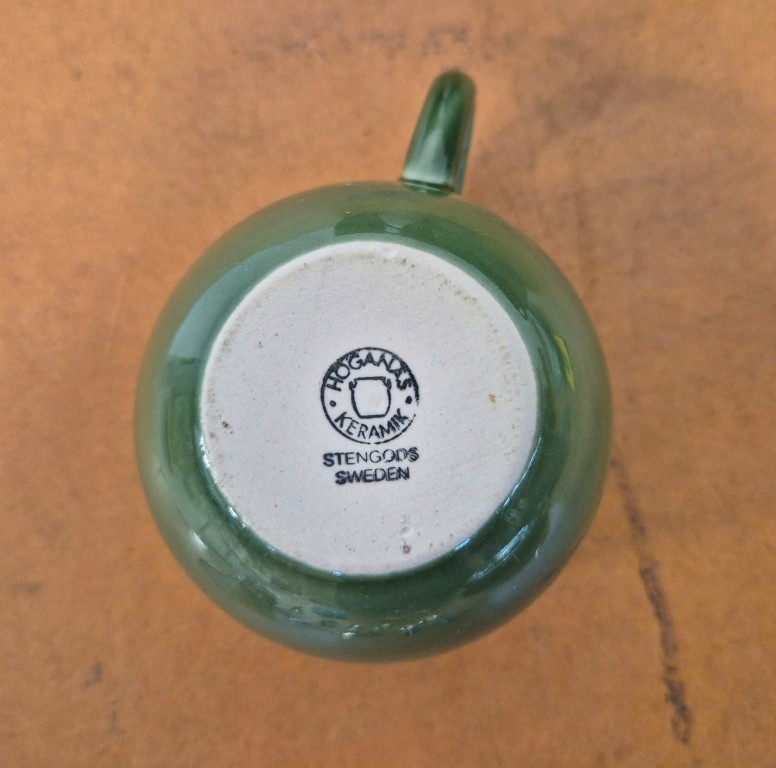 HÖGANÄS
KERAMIK
STENGODS
SWEDEN